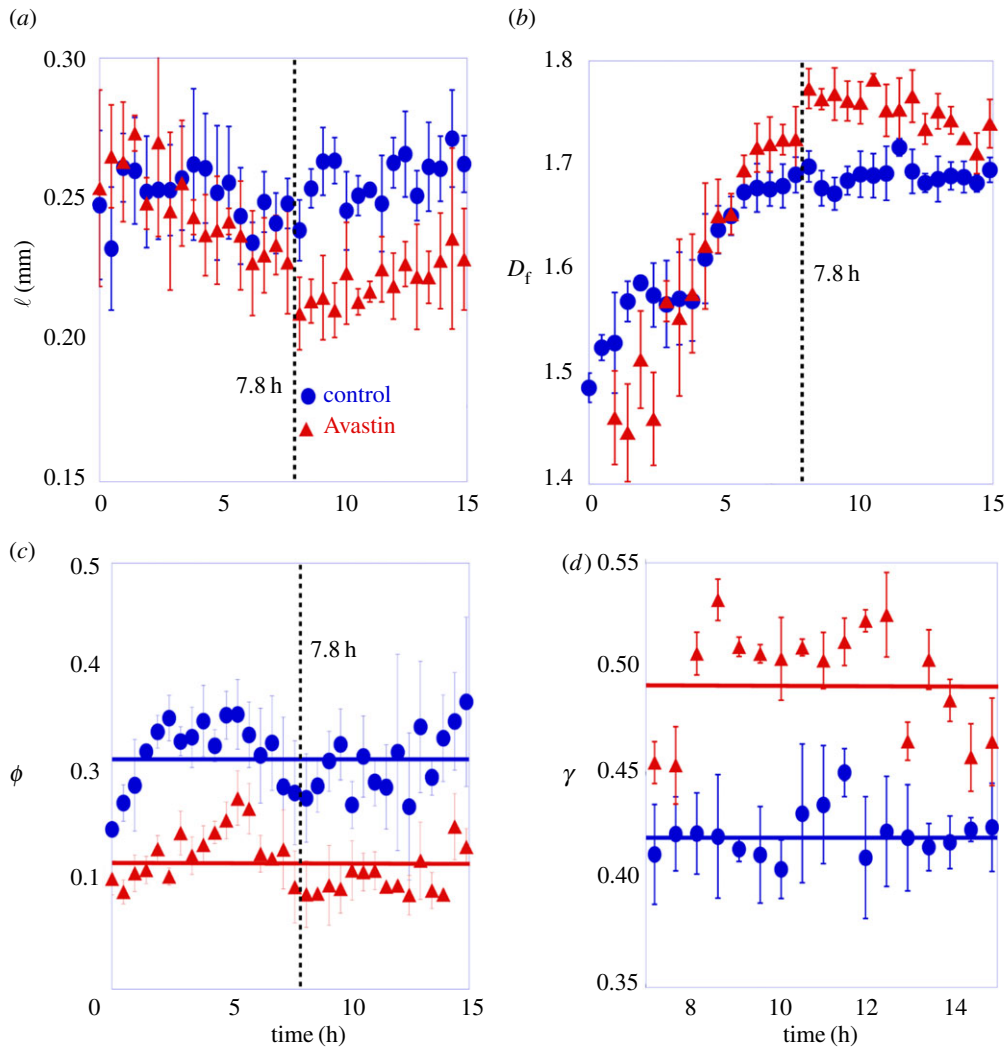 (a)
(b)
0.30
0.25
ℓ (mm)
0.20
0.15
7.8 h
control
Avastin
0
5
10
15
1.8
1.7
1.6
D_f
1.5
1.4
7.8 h
0
5
10
15
(c)
(d)
0.5
0.4
0.3
ϕ
0.1
0
7.8 h
5
10
15
time (h)
0.55
0.50
0.45
γ
0.40
0.35
8
10
12
14
time (h)